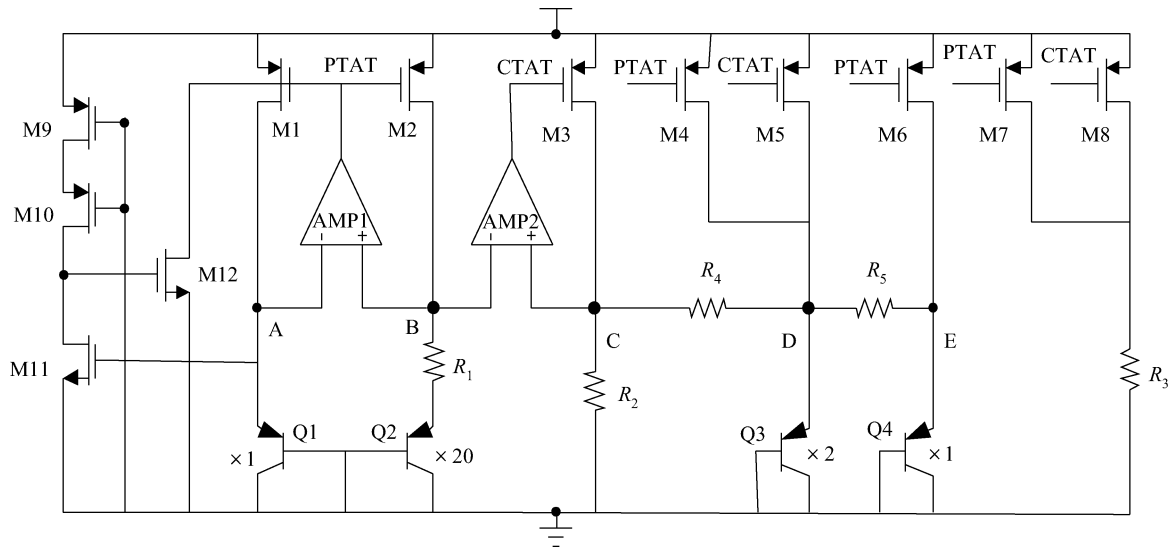 PTAT
CTAT
PTAT
CTAT
PTAT
PTAT
CTAT
M9
M1
M2
M3
M4
M5
M6
M7
M8
M10
AMP1
- +
AMP2
- +
M12
R4
R5
A
B
C
D
E
M11
R1
R2
R3
Q1
Q2
Q3
Q4
× 1
× 20
× 2
× 1